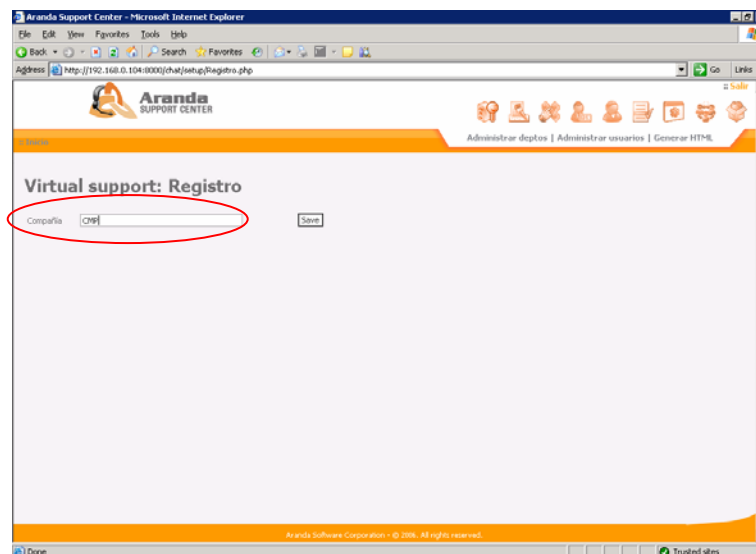 Aranda Support Center - Microsoft Internet Explorer
File Edit View Favorites Tools Help
Back Search Favorites
Address http://192.168.0.104:8000/chat/setup/Registro.php Go Links
:: Salir
Aranda
SUPPORT CENTER
Administrar deptos | Administrar usuarios | Generar HTML
:: Inicio
Virtual support: Registro
Compañía CMP Save
Aranda Software Corporation - © 2006. All rights reserved.
Done Trusted sites